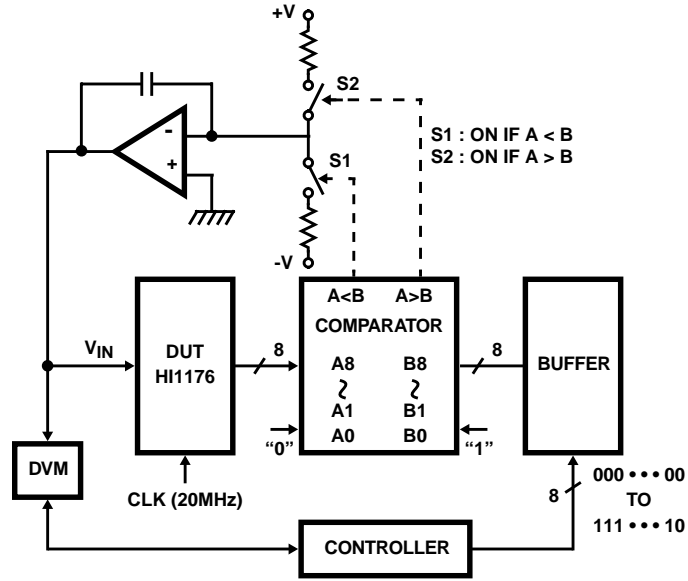 +V
S2
S1 : ON IF A < B
S2 : ON IF A > B
-
+
S1
-V
A<B A>B
COMPARATOR
VIN
DUT
HI1176
8
A8 B8
8
BUFFER
A1 B1
A0 B0
“0”
“1”
DVM
CLK (20MHz)
8
000 • • • 00
TO
111 • • • 10
CONTROLLER